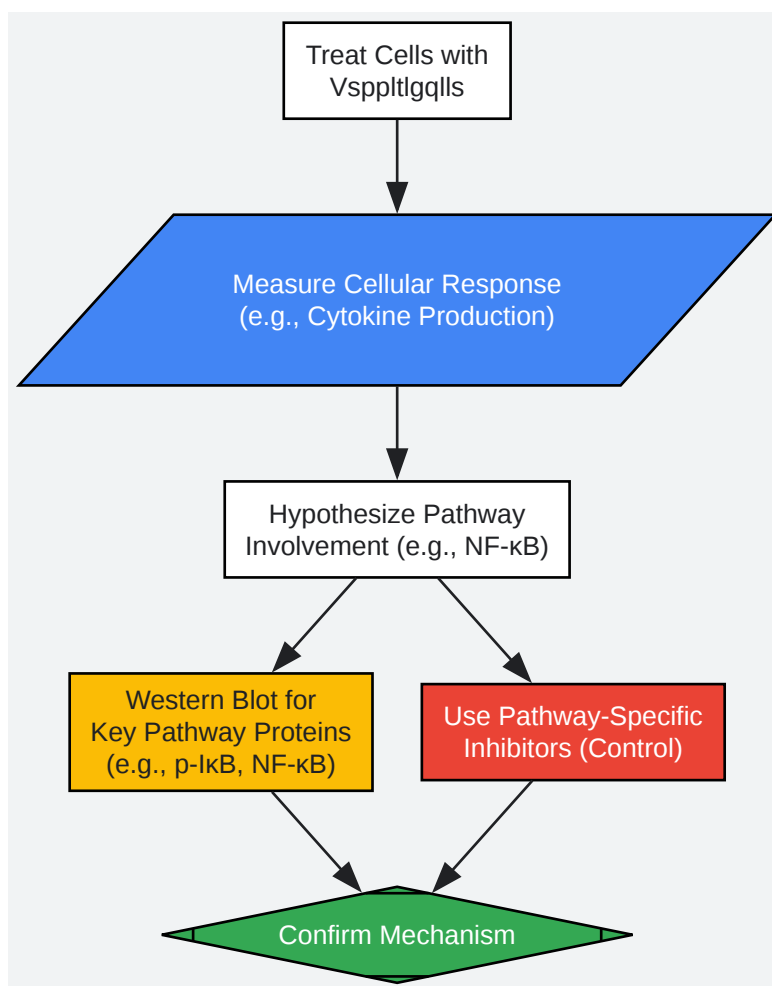 Treat Cells with
Vsppltlgqlls
Measure Cellular Response
(e.g., Cytokine Production)
Hypothesize Pathway
Involvement (e.g., NF-κB)
Western Blot for
Key Pathway Proteins
(e.g., p-IκB, NF-κB)
Use Pathway-Specific
Inhibitors (Control)
Confirm Mechanism